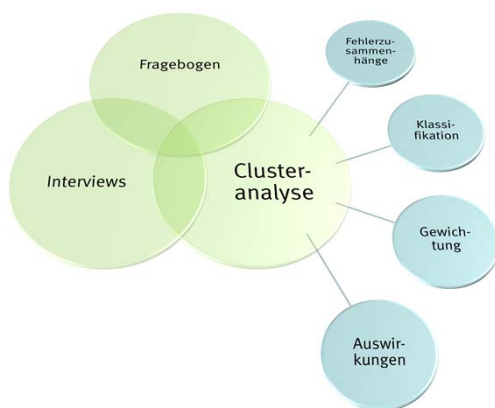 Fragebogen
Interviews
Cluster-
analyse
Fehlerzu-
sammen-
hänge
Klassi-
fikation
Gewich-
tung
Auswir-
kungen